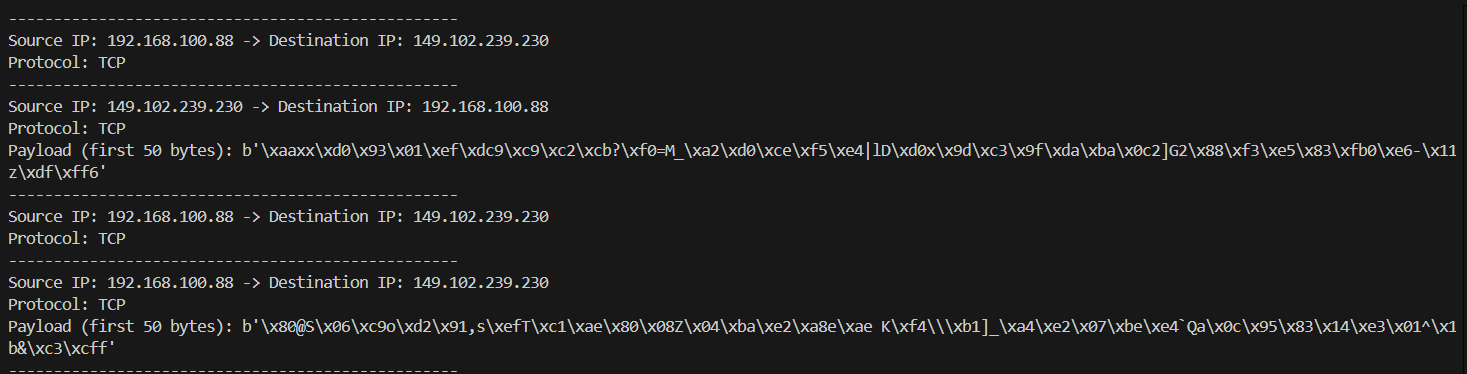 --------------------------------------------------
Source IP: 192.168.100.88 -> Destination IP: 149.102.239.230
Protocol: TCP
--------------------------------------------------
Source IP: 149.102.239.230 -> Destination IP: 192.168.100.88
Protocol: TCP
Payload (first 50 bytes): b'\xaaxx\xd0\x93\x01\xef\xdc9\xc9\xc2\xcb?\xf0=M_\xa2\xd0\xce\xf5\xe4|lD\xd0x\x9d\xc3\x9f\xda\xba\x0c2]G2\x88\xf3\xe5\x83\xfb0\xe6-\x11
z\xdf\xff6'
--------------------------------------------------
Source IP: 192.168.100.88 -> Destination IP: 149.102.239.230
Protocol: TCP
--------------------------------------------------
Source IP: 192.168.100.88 -> Destination IP: 149.102.239.230
Protocol: TCP
Payload (first 50 bytes): b'\x80@S\x06\xc9o\xd2\x91,s\xefT\xc1\xae\x80\x08Z\x04\xba\xe2\xa8e\xae K\xf4\\\xb1]_\xa4\xe2\x07\xbe\xe4`Qa\x0c\x95\x83\x14\xe3\x01^\x1
b&\xc3\xcff'
--------------------------------------------------